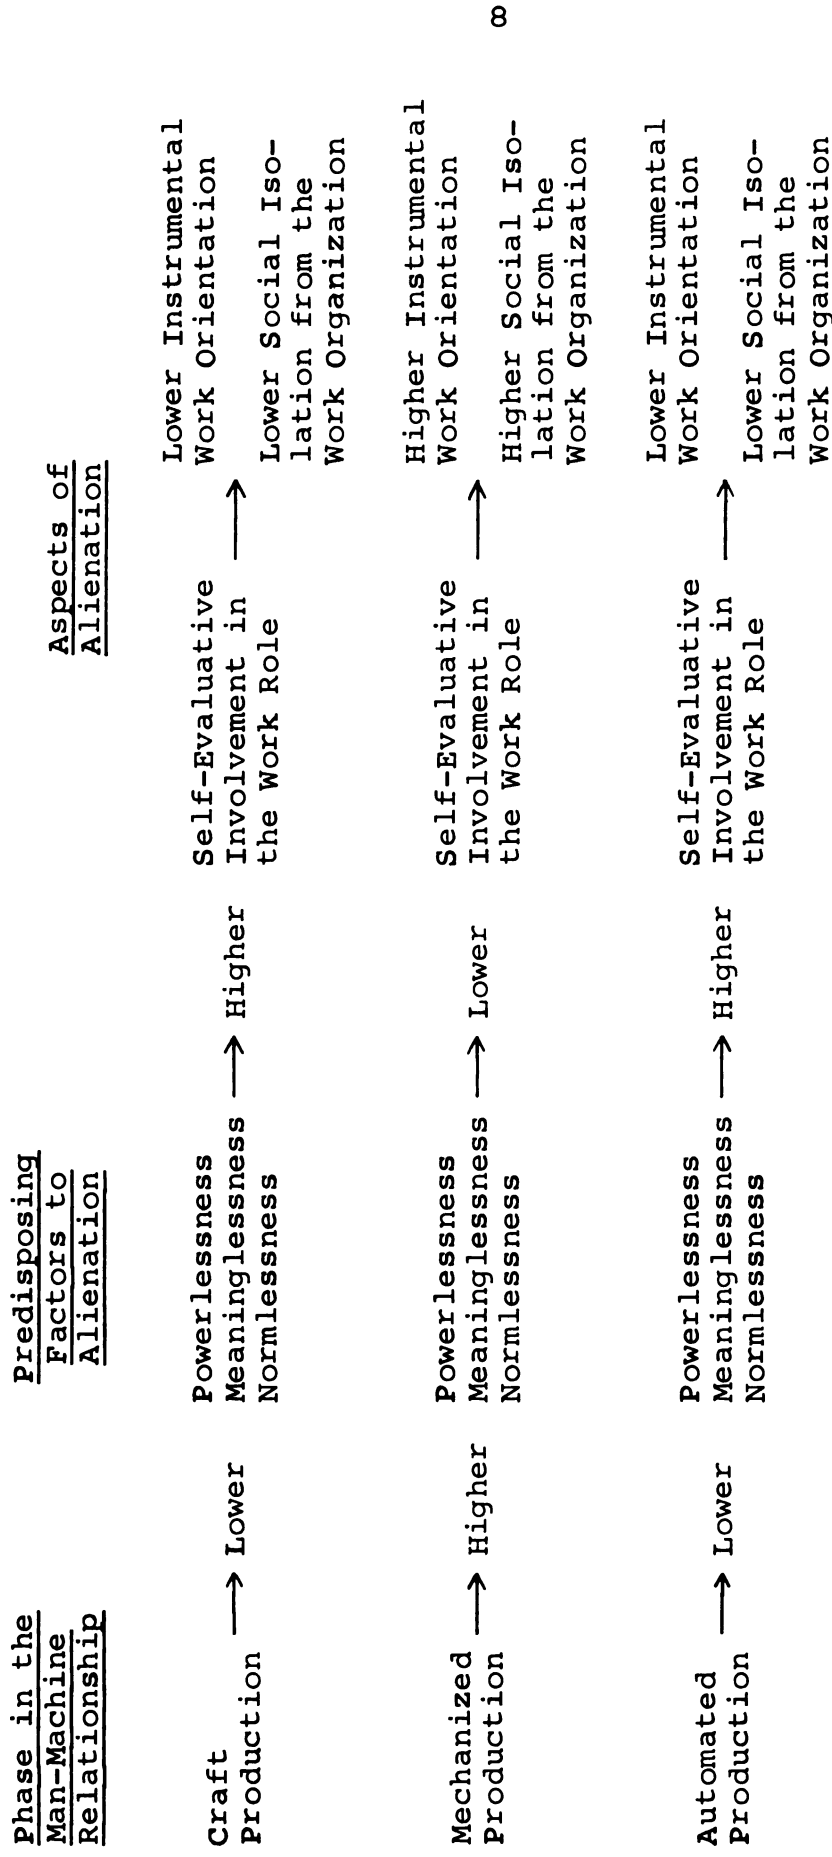 8
Phase in the
Man-Machine
Relationship
Predisposing
Factors to
Alienation
Aspects of
Alienation
Craft
Production
Lower
Powerlessness
Meaninglessness
Normlessness
Higher
Self-Evaluative
Involvement in
the Work Role
Lower Instrumental
Work Orientation
Lower Social Iso-
lation from the
Work Organization
Mechanized
Production
Higher
Powerlessness
Meaninglessness
Normlessness
Lower
Self-Evaluative
Involvement in
the Work Role
Higher Instrumental
Work Orientation
Higher Social Iso-
lation from the
Work Organization
Automated
Production
Lower
Powerlessness
Meaninglessness
Normlessness
Higher
Self-Evaluative
Involvement in
the Work Role
Lower Instrumental
Work Orientation
Lower Social Iso-
lation from the
Work Organization